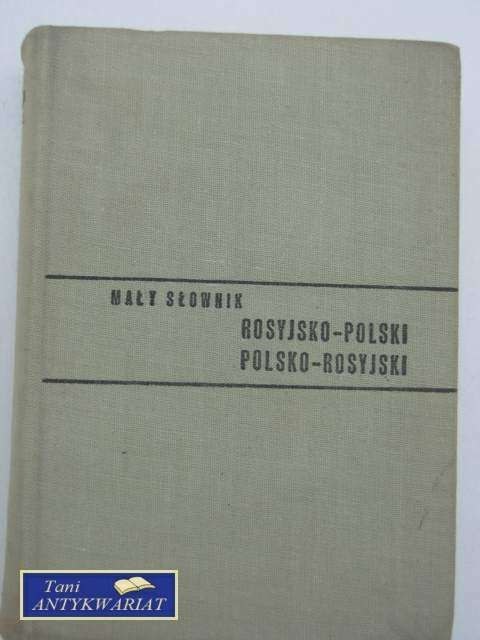 MAŁY SŁOWNIK
ROSYJSKO-POLSKI
POLSKO-ROSYJSKI
Tani
ANTYKWARIAT